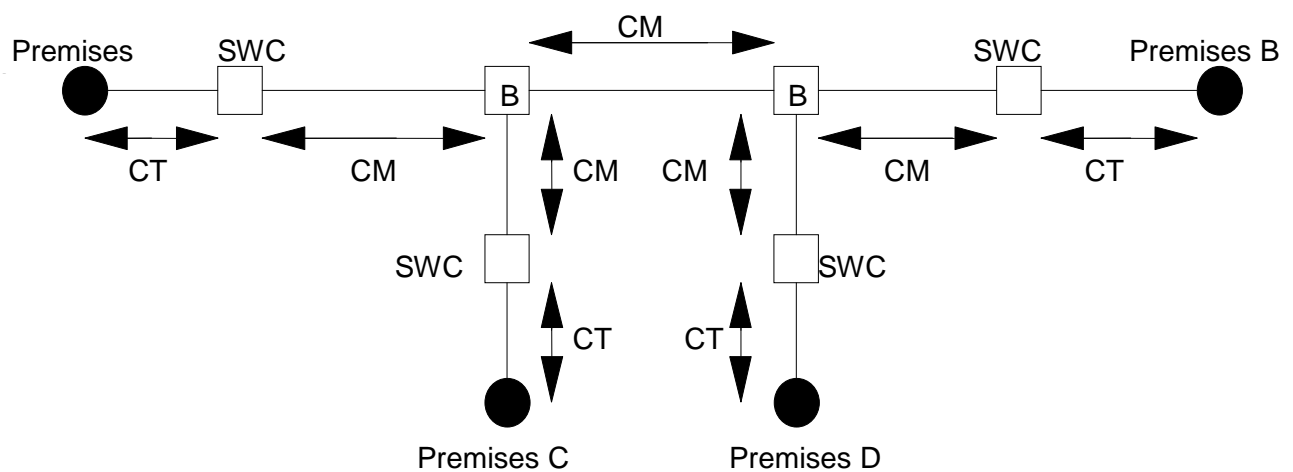 CM
Premises
SWC
SWC
Premises B
B
B
CT
CM
CM
CM
CM
CT
SWC
SWC
CT
CT
Premises C
Premises D